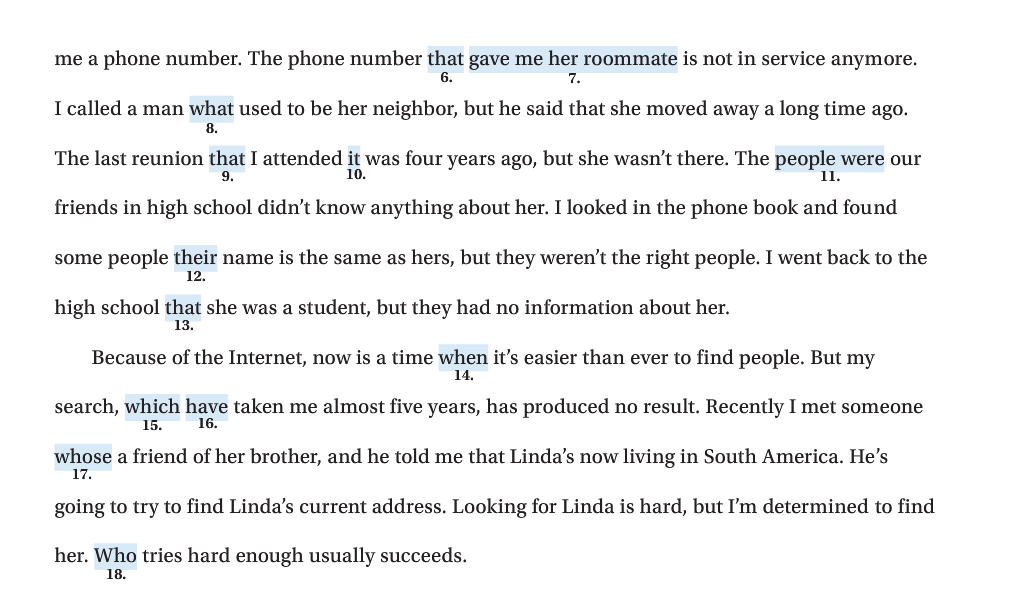 me a phone number. The phone number that gave me her roommate is not in service anymore.
6. 7.
I called a man what used to be her neighbor, but he said that she moved away a long time ago.
8.
The last reunion that I attended it was four years ago, but she wasn’t there. The people were our
9. 10. 11.
friends in high school didn’t know anything about her. I looked in the phone book and found
some people their name is the same as hers, but they weren’t the right people. I went back to the
12.
high school that she was a student, but they had no information about her.
13.
Because of the Internet, now is a time when it’s easier than ever to find people. But my
14.
search, which have taken me almost five years, has produced no result. Recently I met someone
15. 16.
whose a friend of her brother, and he told me that Linda’s now living in South America. He’s
17.
going to try to find Linda’s current address. Looking for Linda is hard, but I’m determined to find
her. Who tries hard enough usually succeeds.
18.